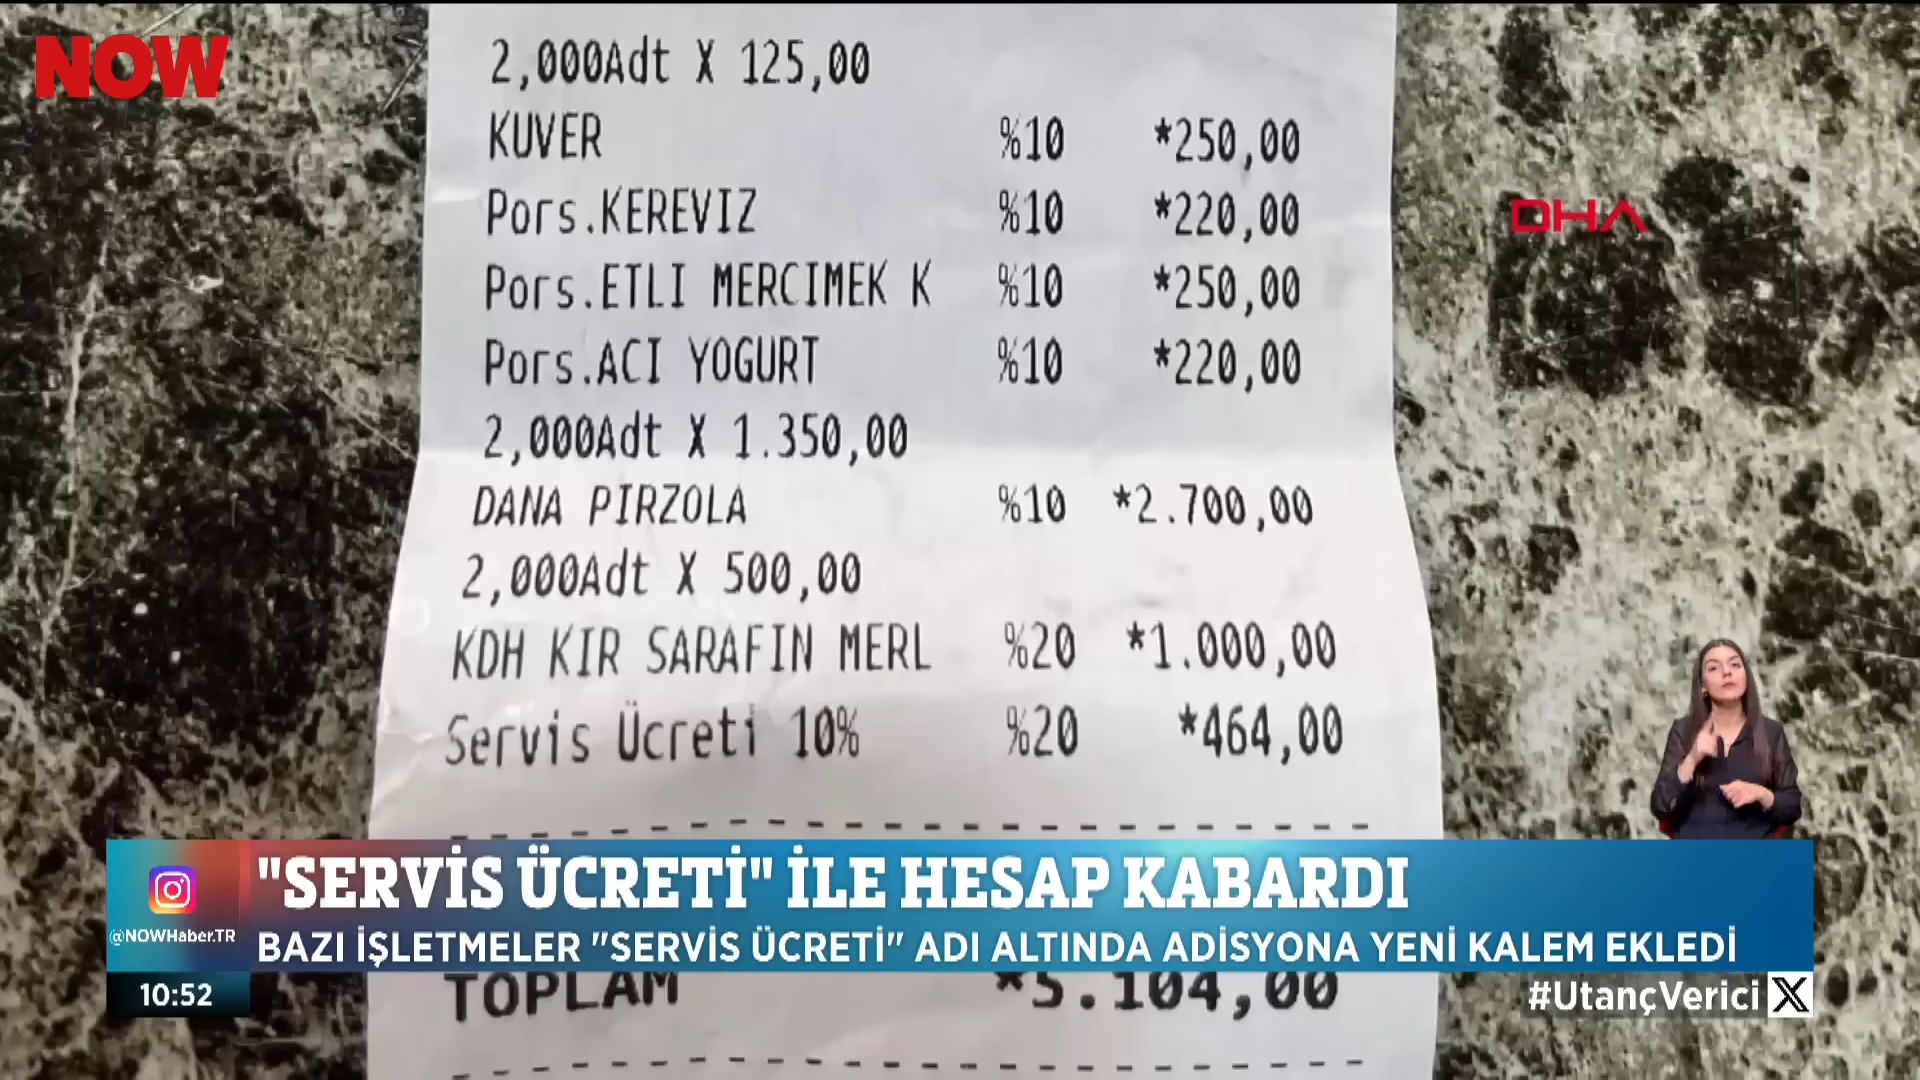 NOW
2,000Adt X 125,00
KUVER %10 *250,00
Pors.KEREVIZ %10 *220,00
DHA
Pors.ETLI MERCIMEK K %10 *250,00
Pors.ACI YOGURT %10 *220,00
2,000Adt X 1.350,00
DANA PIRZOLA %10 *2.700,00
2,000Adt X 500,00
KDH KIR SARAFIN MERL %20 *1.000,00
Servis Ücreti 10% %20 *464,00
"SERVİS ÜCRETİ" İLE HESAP KABARDI
@NOWHaber.TR
BAZI İŞLETMELER "SERVİS ÜCRETİ" ADI ALTINDA ADİSYONA YENİ KALEM EKLEDİ
TOPLAM *5.104,00
10:52
#UtançVerici X